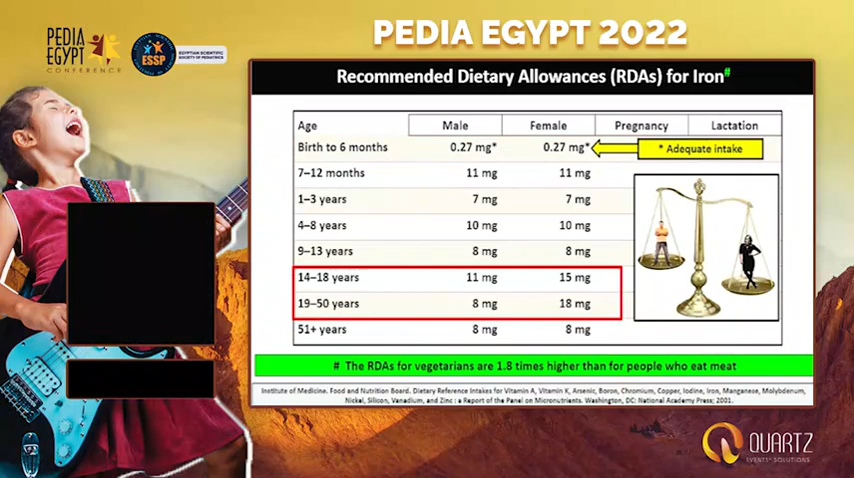 PEDIA EGYPT 2022
PEDIA
EGYPT
CONFERENCE
ESSP
EGYPTIAN SCIENTIFIC
SOCIETY OF PEDIATRICS
Recommended Dietary Allowances (RDAs) for Iron#
Age Male Female Pregnancy Lactation
Birth to 6 months 0.27 mg* 0.27 mg* * Adequate intake
7–12 months 11 mg 11 mg
1–3 years 7 mg 7 mg
4–8 years 10 mg 10 mg
9–13 years 8 mg 8 mg
14–18 years 11 mg 15 mg
19–50 years 8 mg 18 mg
51+ years 8 mg 8 mg
# The RDAs for vegetarians are 1.8 times higher than for people who eat meat
Institute of Medicine. Food and Nutrition Board. Dietary Reference Intakes for Vitamin A, Vitamin K, Arsenic, Boron, Chromium, Copper, Iodine, Iron, Manganese, Molybdenum,
Nickel, Silicon, Vanadium, and Zinc : a Report of the Panel on Micronutrients. Washington, DC: National Academy Press; 2001.
QUARTZ
EVENTS' SOLUTIONS